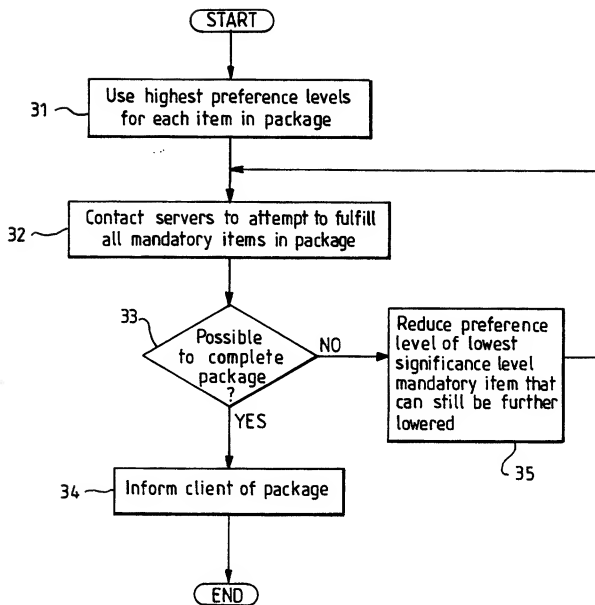 START
31
Use highest preference levels
for each item in package
32
Contact servers to attempt to fulfill
all mandatory items in package
33
Possible
to complete
package
?
NO
YES
Reduce preference
level of lowest
significance level
mandatory item that
can still be further
lowered
35
34
Inform client of package
END